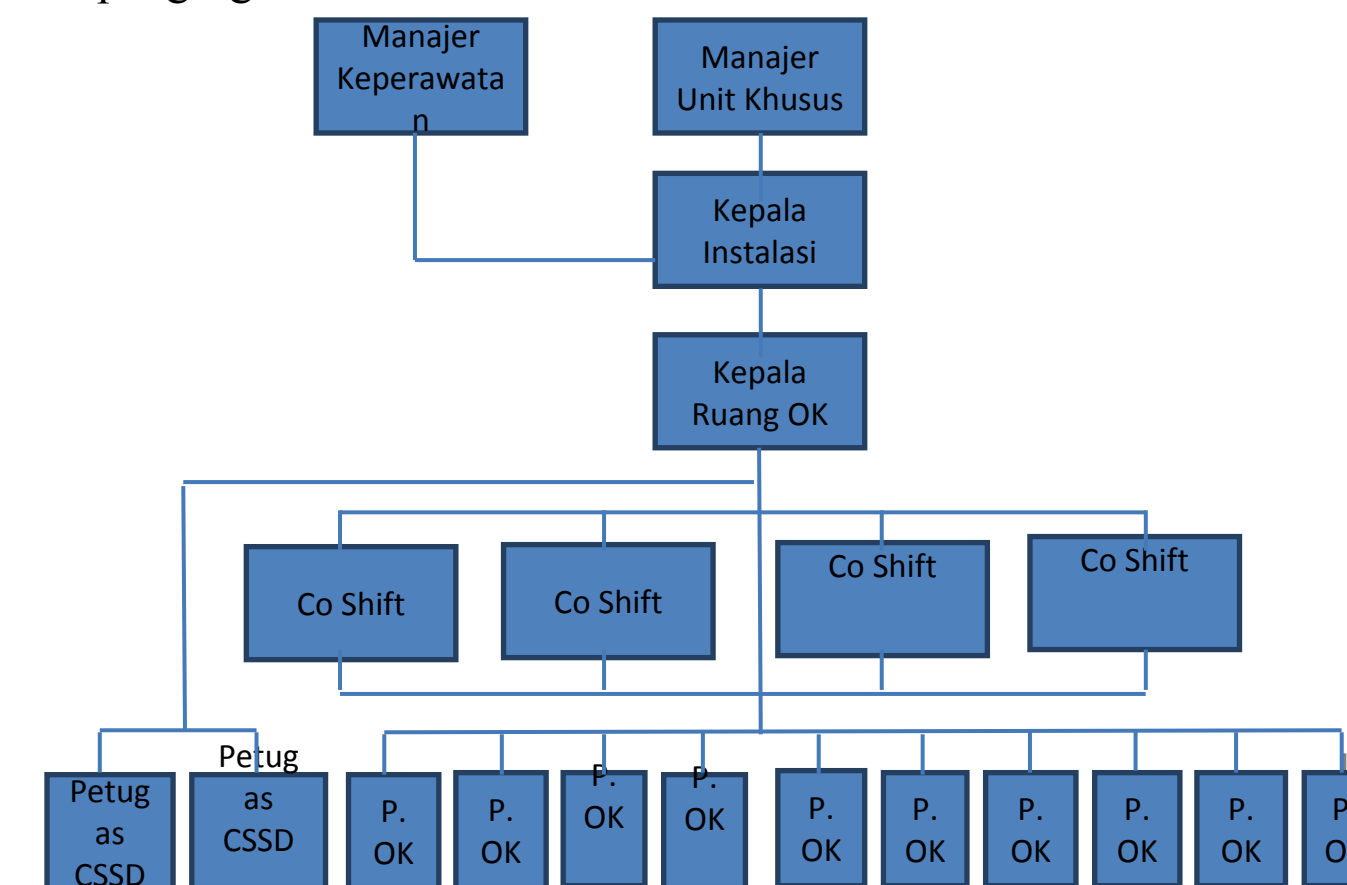 Manajer
Keperawata
n
Manajer
Unit Khusus
Kepala
Instalasi
Kepala
Ruang OK
Co Shift
Co Shift
Co Shift
Co Shift
Petug
as
CSSD
Petug
as
CSSD
P.
OK
P.
OK
P.
OK
P.
OK
P.
OK
P.
OK
P.
OK
P.
OK
P.
OK